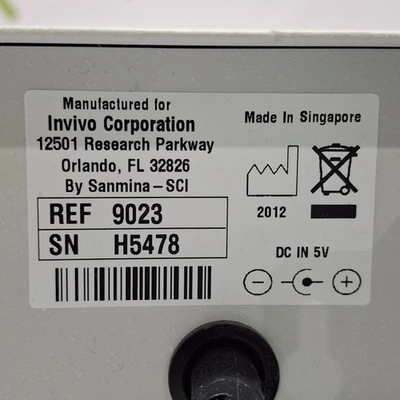 Manufactured for
Invivo Corporation
12501 Research Parkway
Orlando, FL 32826
By Sanmina-SCI
REF 9023
SN H5478
Made In Singapore
2012
DC IN 5V